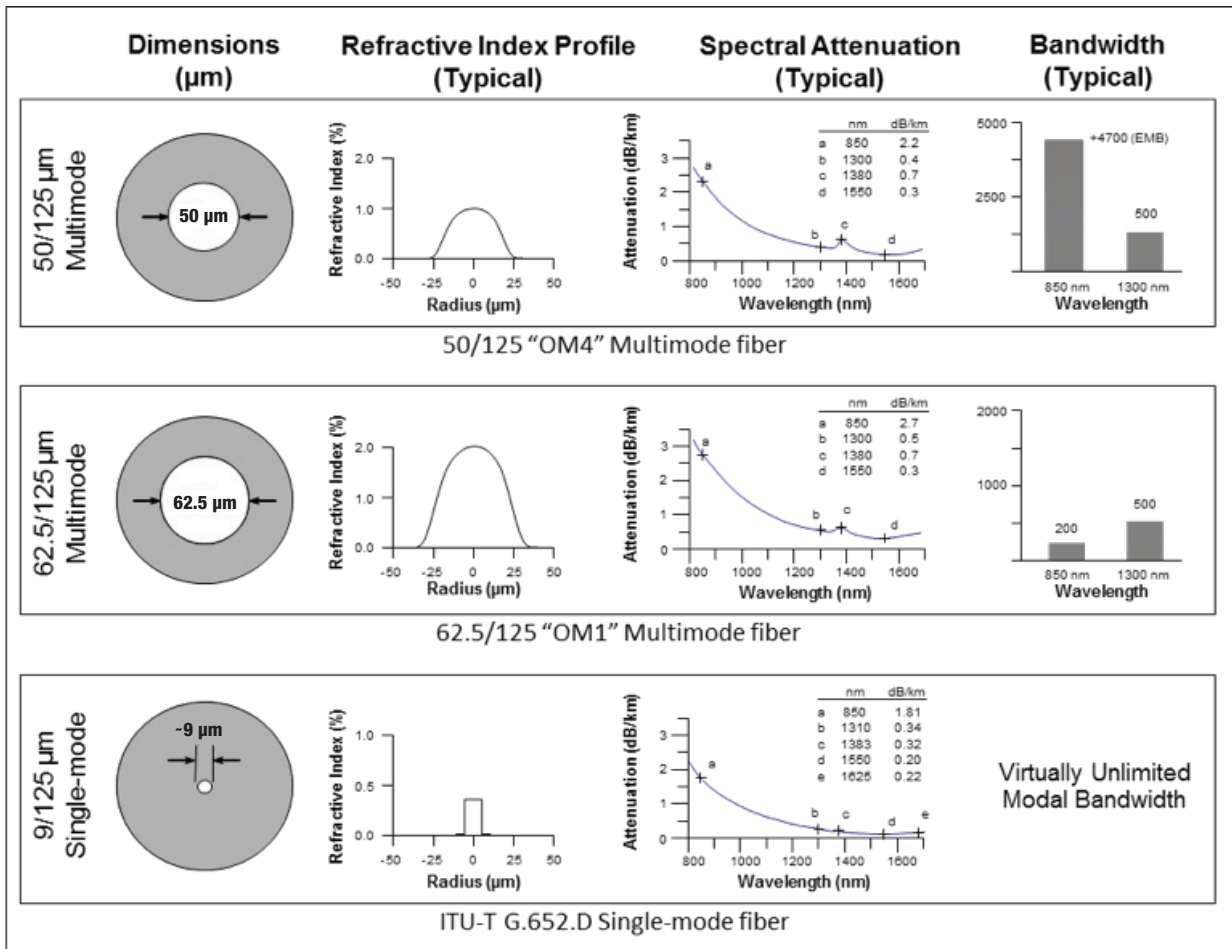 Dimensions
(µm)
Refractive Index Profile
(Typical)
Spectral Attenuation
(Typical)
Bandwidth
(Typical)
50/125 µm
Multimode
50 µm
Refractive Index (%)
2.0
1.0
0.0
-50 -25 0 25 50
Radius (µm)
Attenuation (dB/km)
3
2
1
0
a
b
c
d
nm dB/km
a 850 2.2
b 1300 0.4
c 1380 0.7
d 1550 0.3
800 1000 1200 1400 1600
Wavelength (nm)
5000
2500
0
+4700 (EMB)
500
850 nm 1300 nm
Wavelength
50/125 “OM4” Multimode fiber
62.5/125 µm
Multimode
62.5 µm
Refractive Index (%)
2.0
1.0
0.0
-50 -25 0 25 50
Radius (µm)
Attenuation (dB/km)
3
2
1
0
a
b
c
d
nm dB/km
a 850 2.7
b 1300 0.5
c 1380 0.7
d 1550 0.3
800 1000 1200 1400 1600
Wavelength (nm)
2000
1000
0
200
500
850 nm 1300 nm
Wavelength
62.5/125 “OM1” Multimode fiber
9/125 µm
Single-mode
~9 µm
Refractive Index (%)
1.0
0.5
0.0
-50 -25 0 25 50
Radius (µm)
Attenuation (dB/km)
3
2
1
0
a
b
c
d
e
nm dB/km
a 850 1.81
b 1310 0.34
c 1383 0.32
d 1550 0.20
e 1625 0.22
800 1000 1200 1400 1600
Wavelength (nm)
Virtually Unlimited
Modal Bandwidth
ITU-T G.652.D Single-mode fiber